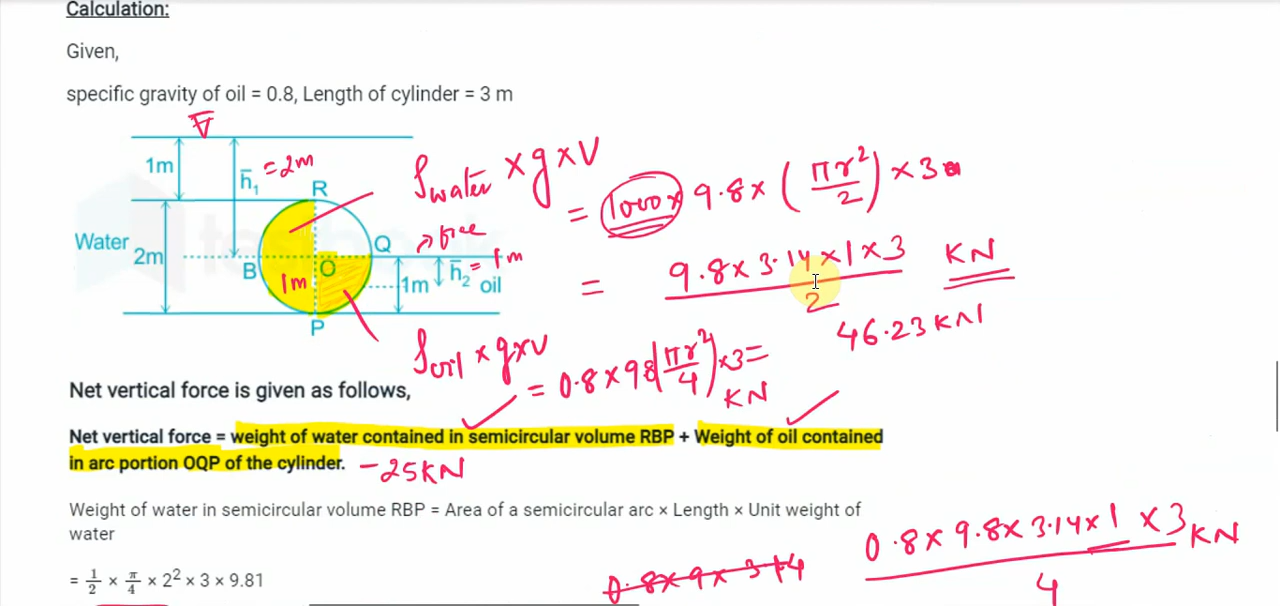 Calculation:
Given,
specific gravity of oil = 0.8, Length of cylinder = 3 m
1m
h̄₁ = 2m
R
Water
2m
B
1m
O
Q
free
h̄₂ = 1m
1m
oil
P
ρwater × g × V
= 1000 × 9.8 × (πr²/2) × 3
= 9.8 × 3.14 × 1 × 3 / 2 KN
46.23 KN
ρoil × g × V
= 0.8 × 9.8 (πr²/4) × 3 =
KN
Net vertical force is given as follows,
Net vertical force = weight of water contained in semicircular volume RBP + Weight of oil contained
in arc portion OQP of the cylinder. - 25KN
Weight of water in semicircular volume RBP = Area of a semicircular arc × Length × Unit weight of
water
= 1/2 × π/4 × 2² × 3 × 9.81
0.8 × 9.8 × 3.14 × 1 × 3 / 4 KN